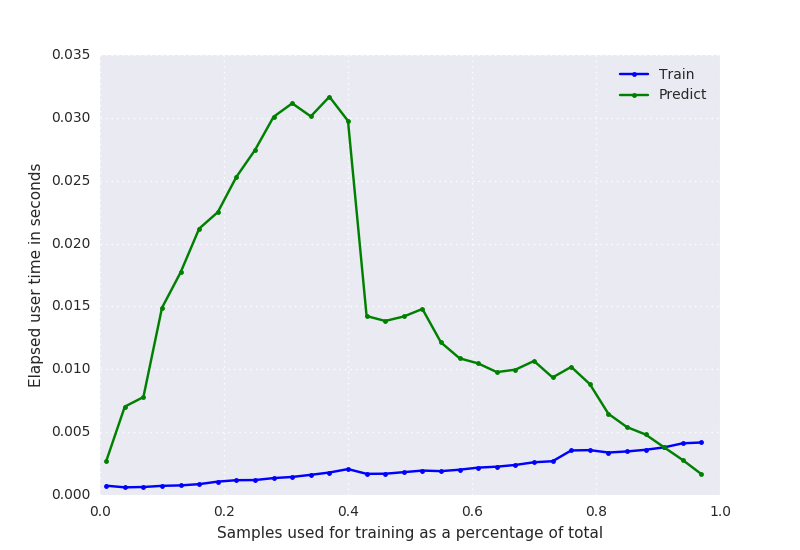 0.035
0.030
0.025
0.020
0.015
0.010
0.005
0.000
Elapsed user time in seconds
Train
Predict
0.0 0.2 0.4 0.6 0.8 1.0
Samples used for training as a percentage of total